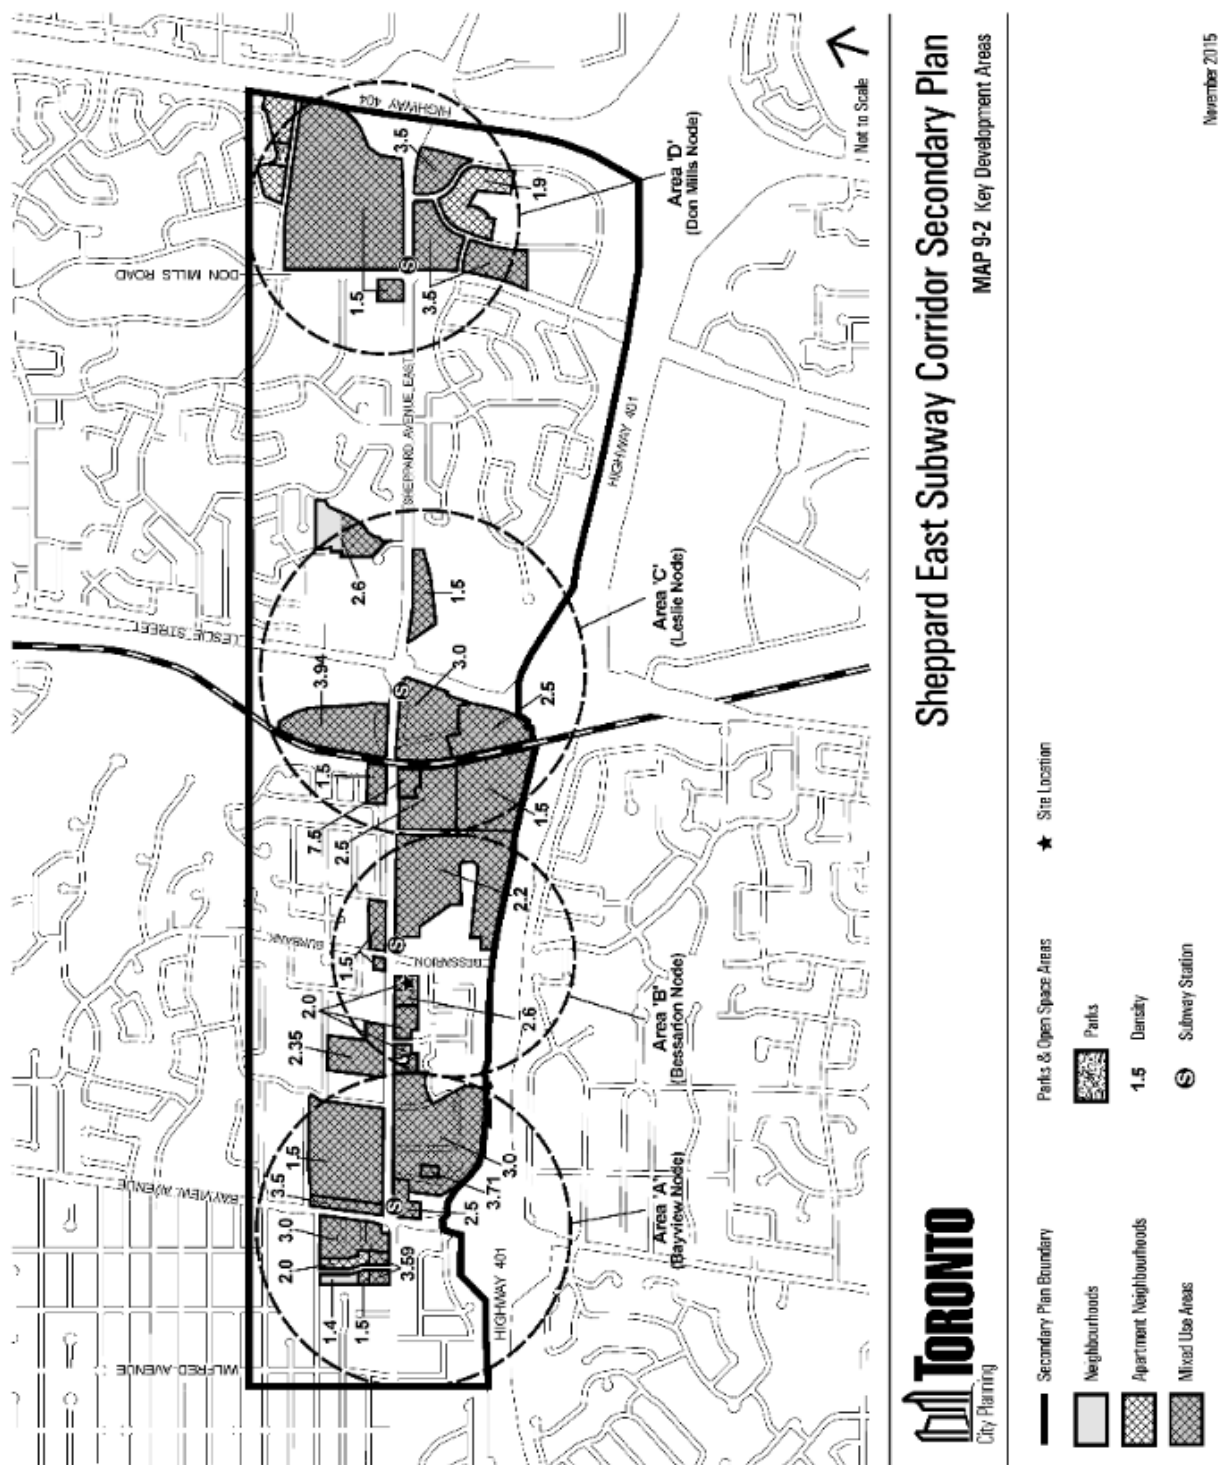 HIGHWAY 404
3.5
1.9
Area 'D'
(Don Mills Node)
DON MILLS ROAD
1.5
3.5
SHEPPARD AVENUE EAST
HIGHWAY 401
LESLIE STREET
2.6
1.5
Area 'C'
(Leslie Node)
3.94
3.0
2.5
1.5
7.5
2.5
1.5
2.2
BURBANK
BESSARION
1.5
2.0
2.35
2.6
Area 'B'
(Bessarion Node)
BAYVIEW AVENUE
1.5
3.5
3.0
2.0
3.0
3.71
2.5
3.59
1.4
1.5
Area 'A'
(Bayview Node)
WILFRED AVENUE
HIGHWAY 401
S
S
S
S
Not to Scale
TORONTO
City Planning
Sheppard East Subway Corridor Secondary Plan
MAP 9-2 Key Development Areas
Secondary Plan Boundary
Neighbourhoods
Apartment Neighbourhoods
Mixed Use Areas
Parks & Open Space Areas
Parks
1.5 Density
S Subway Station
Site Location
November 2015